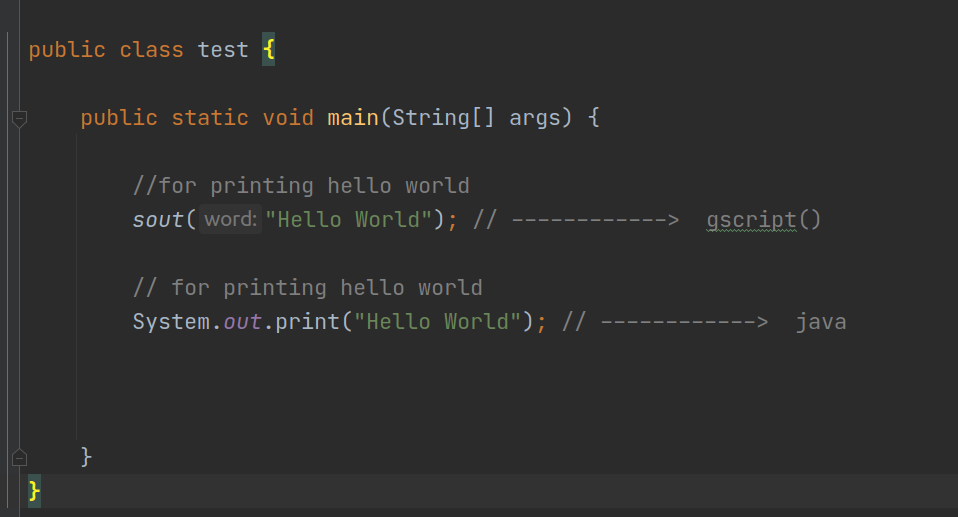 public class test {
public static void main(String[] args) {
//for printing hello world
sout( word: "Hello World"); // ------------> gscript()
// for printing hello world
System.out.print("Hello World"); // ------------> java
}
}